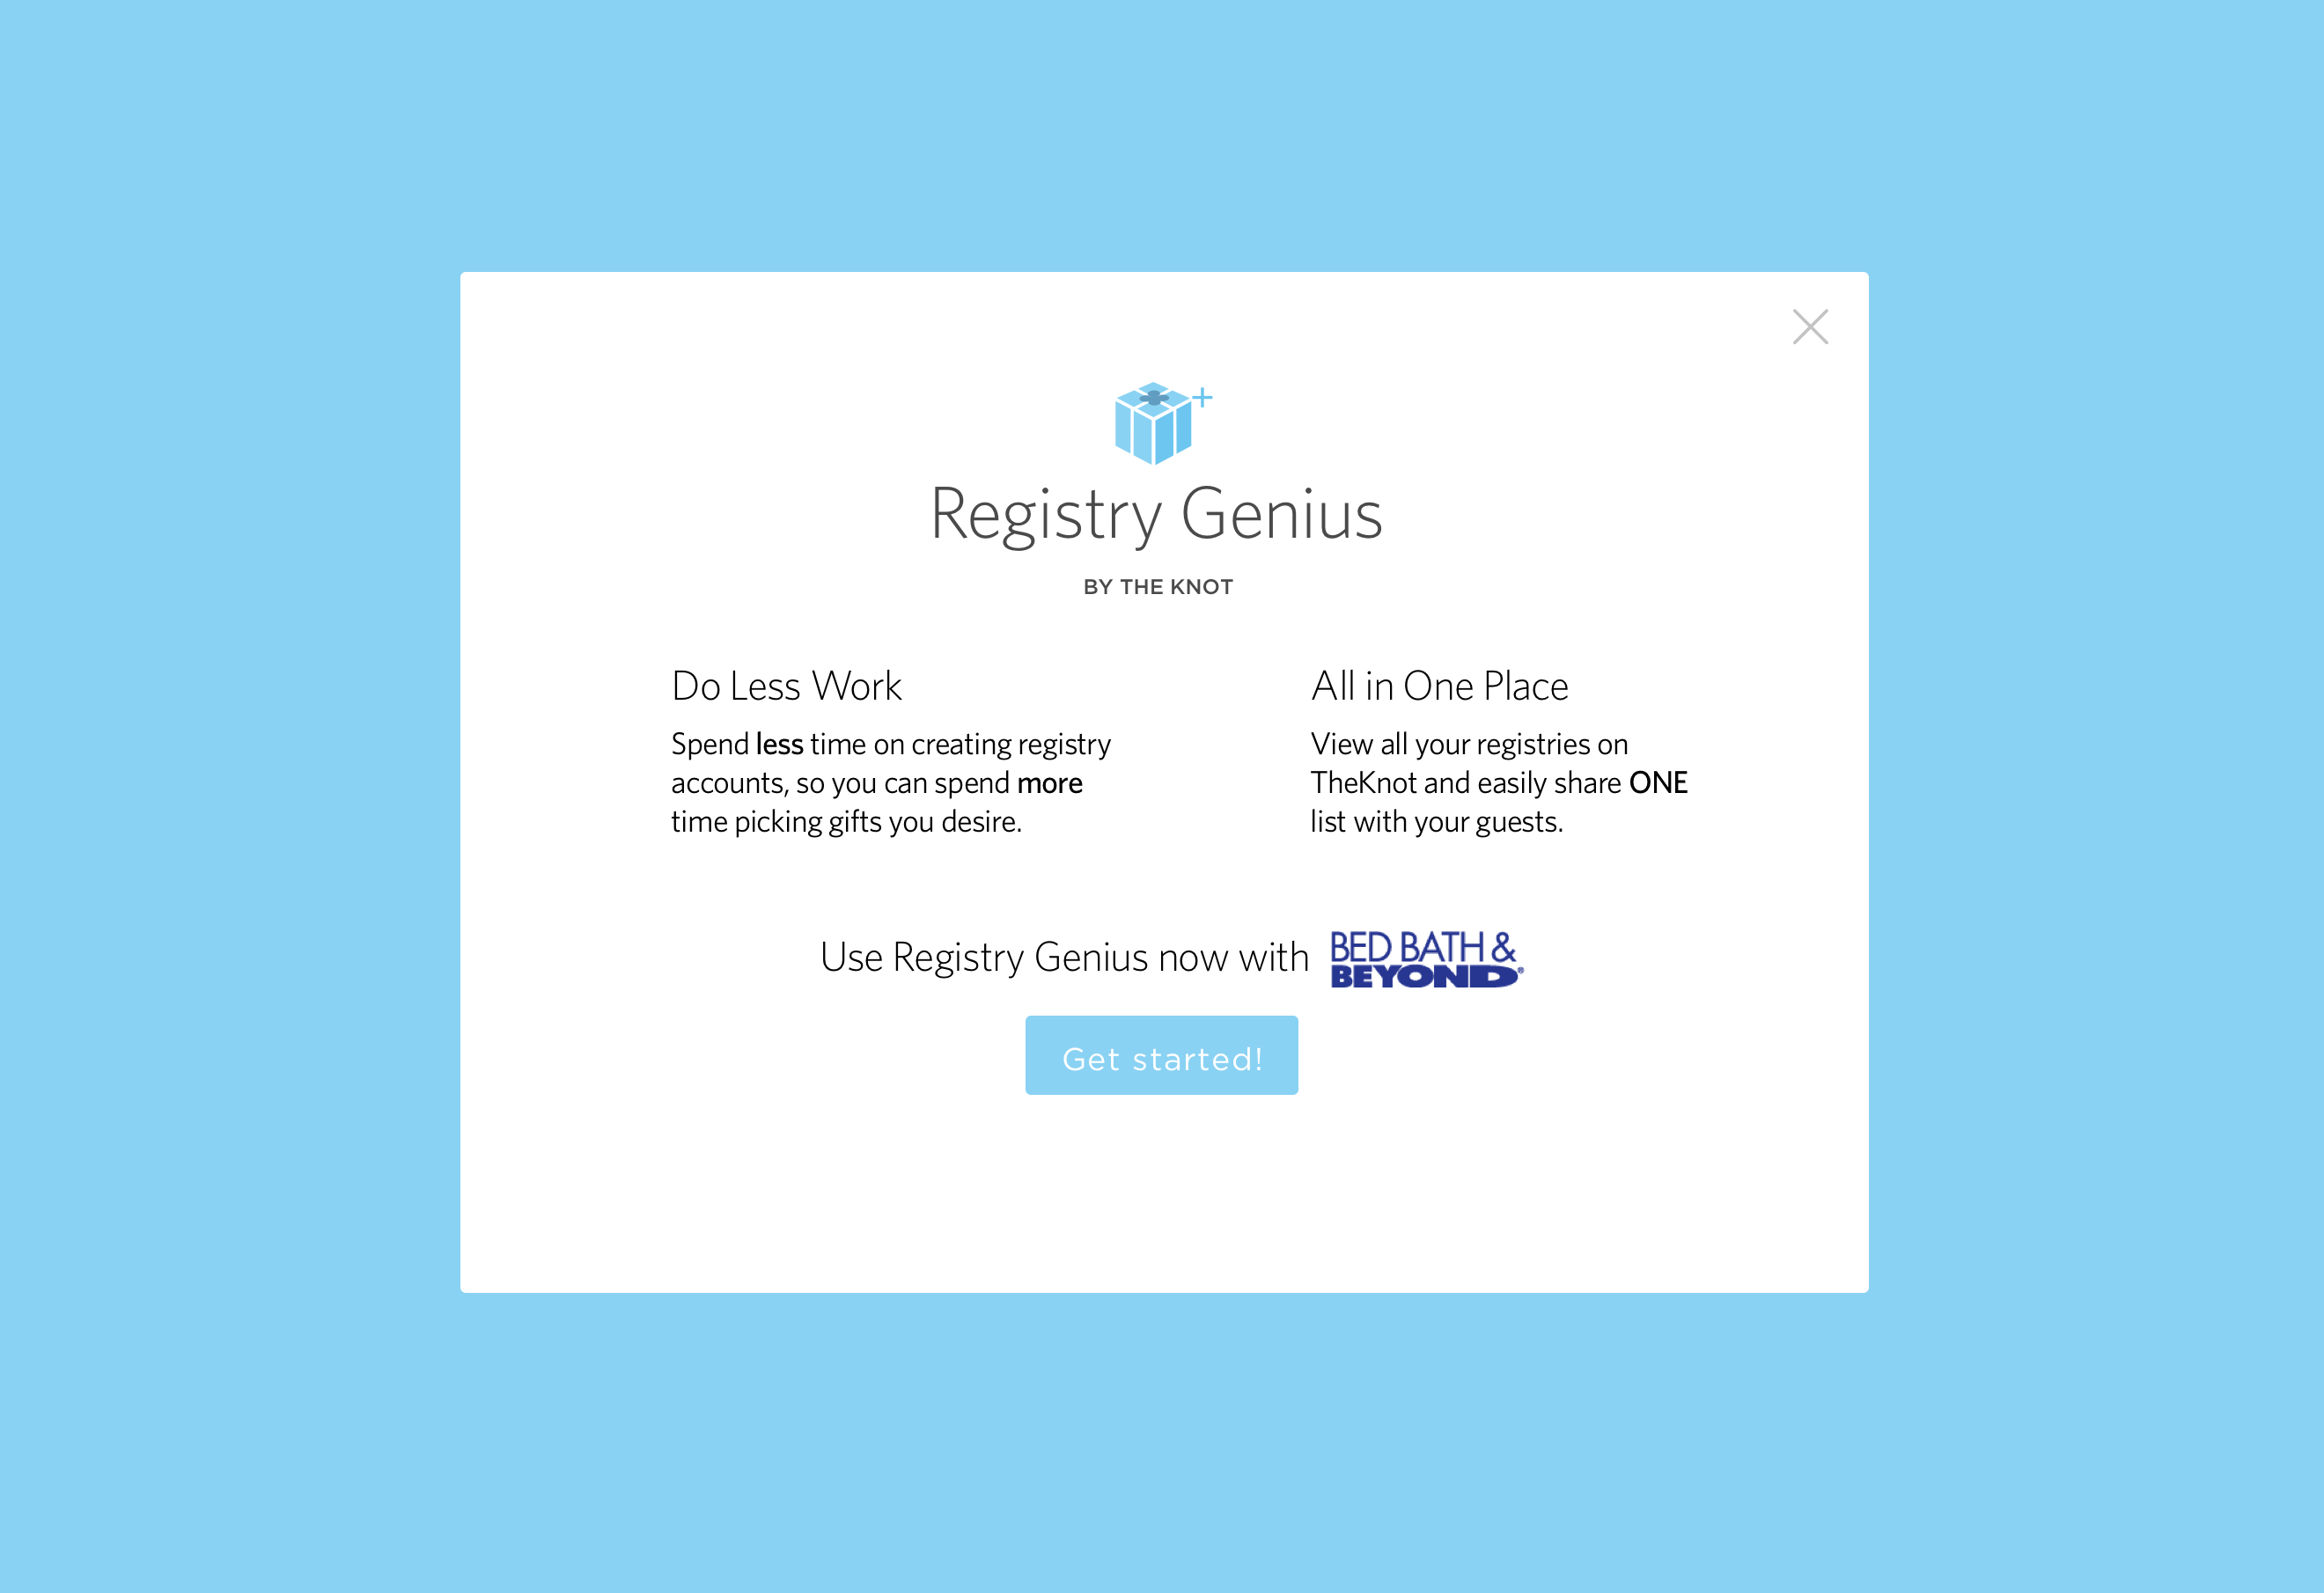 Registry Genius
BY THE KNOT
Do Less Work
Spend less time on creating registry
accounts, so you can spend more
time picking gifts you desire.
All in One Place
View all your registries on
TheKnot and easily share ONE
list with your guests.
Use Registry Genius now with
BED BATH &
BEYOND®
Get started!